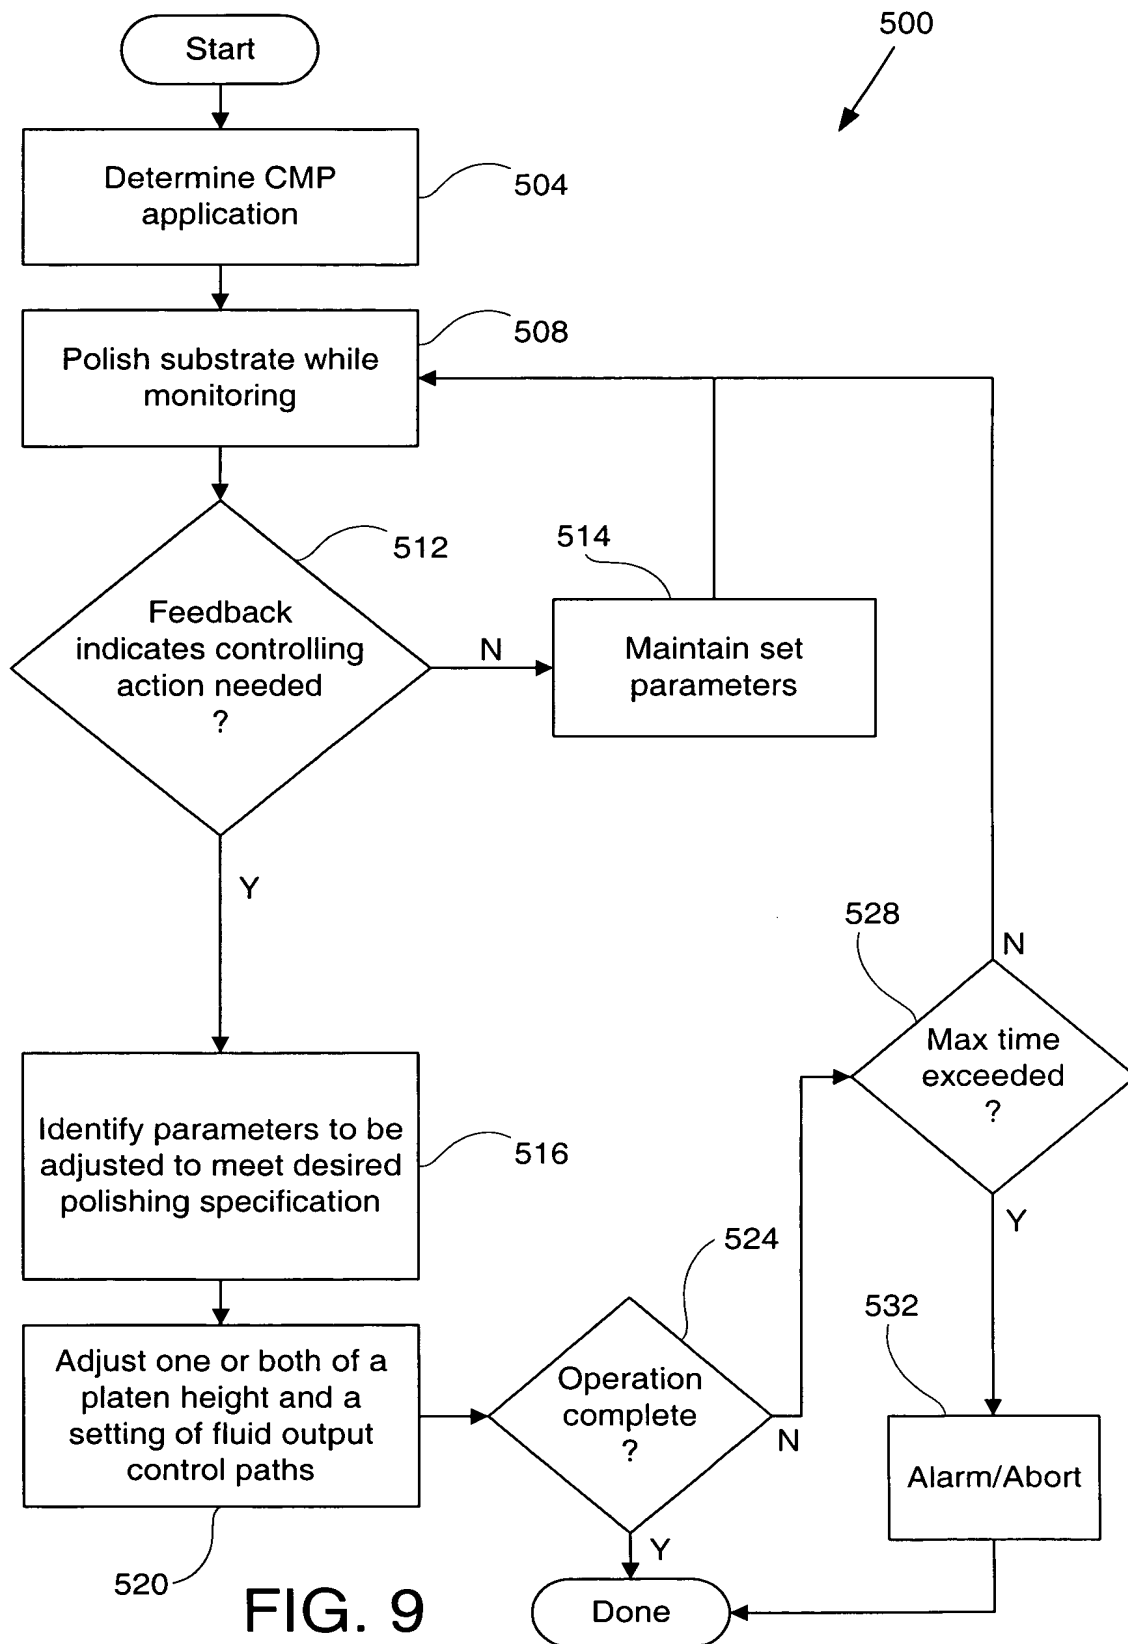 500
Start
Determine CMP
application
504
Polish substrate while
monitoring
508
Feedback
indicates controlling
action needed
?
512
N
514
Maintain set
parameters
Y
Identify parameters to be
adjusted to meet desired
polishing specification
516
Adjust one or both of a
platen height and a
setting of fluid output
control paths
520
Operation
complete
?
524
N
Y
528
N
Max time
exceeded
?
Y
532
Alarm/Abort
Done
FIG. 9